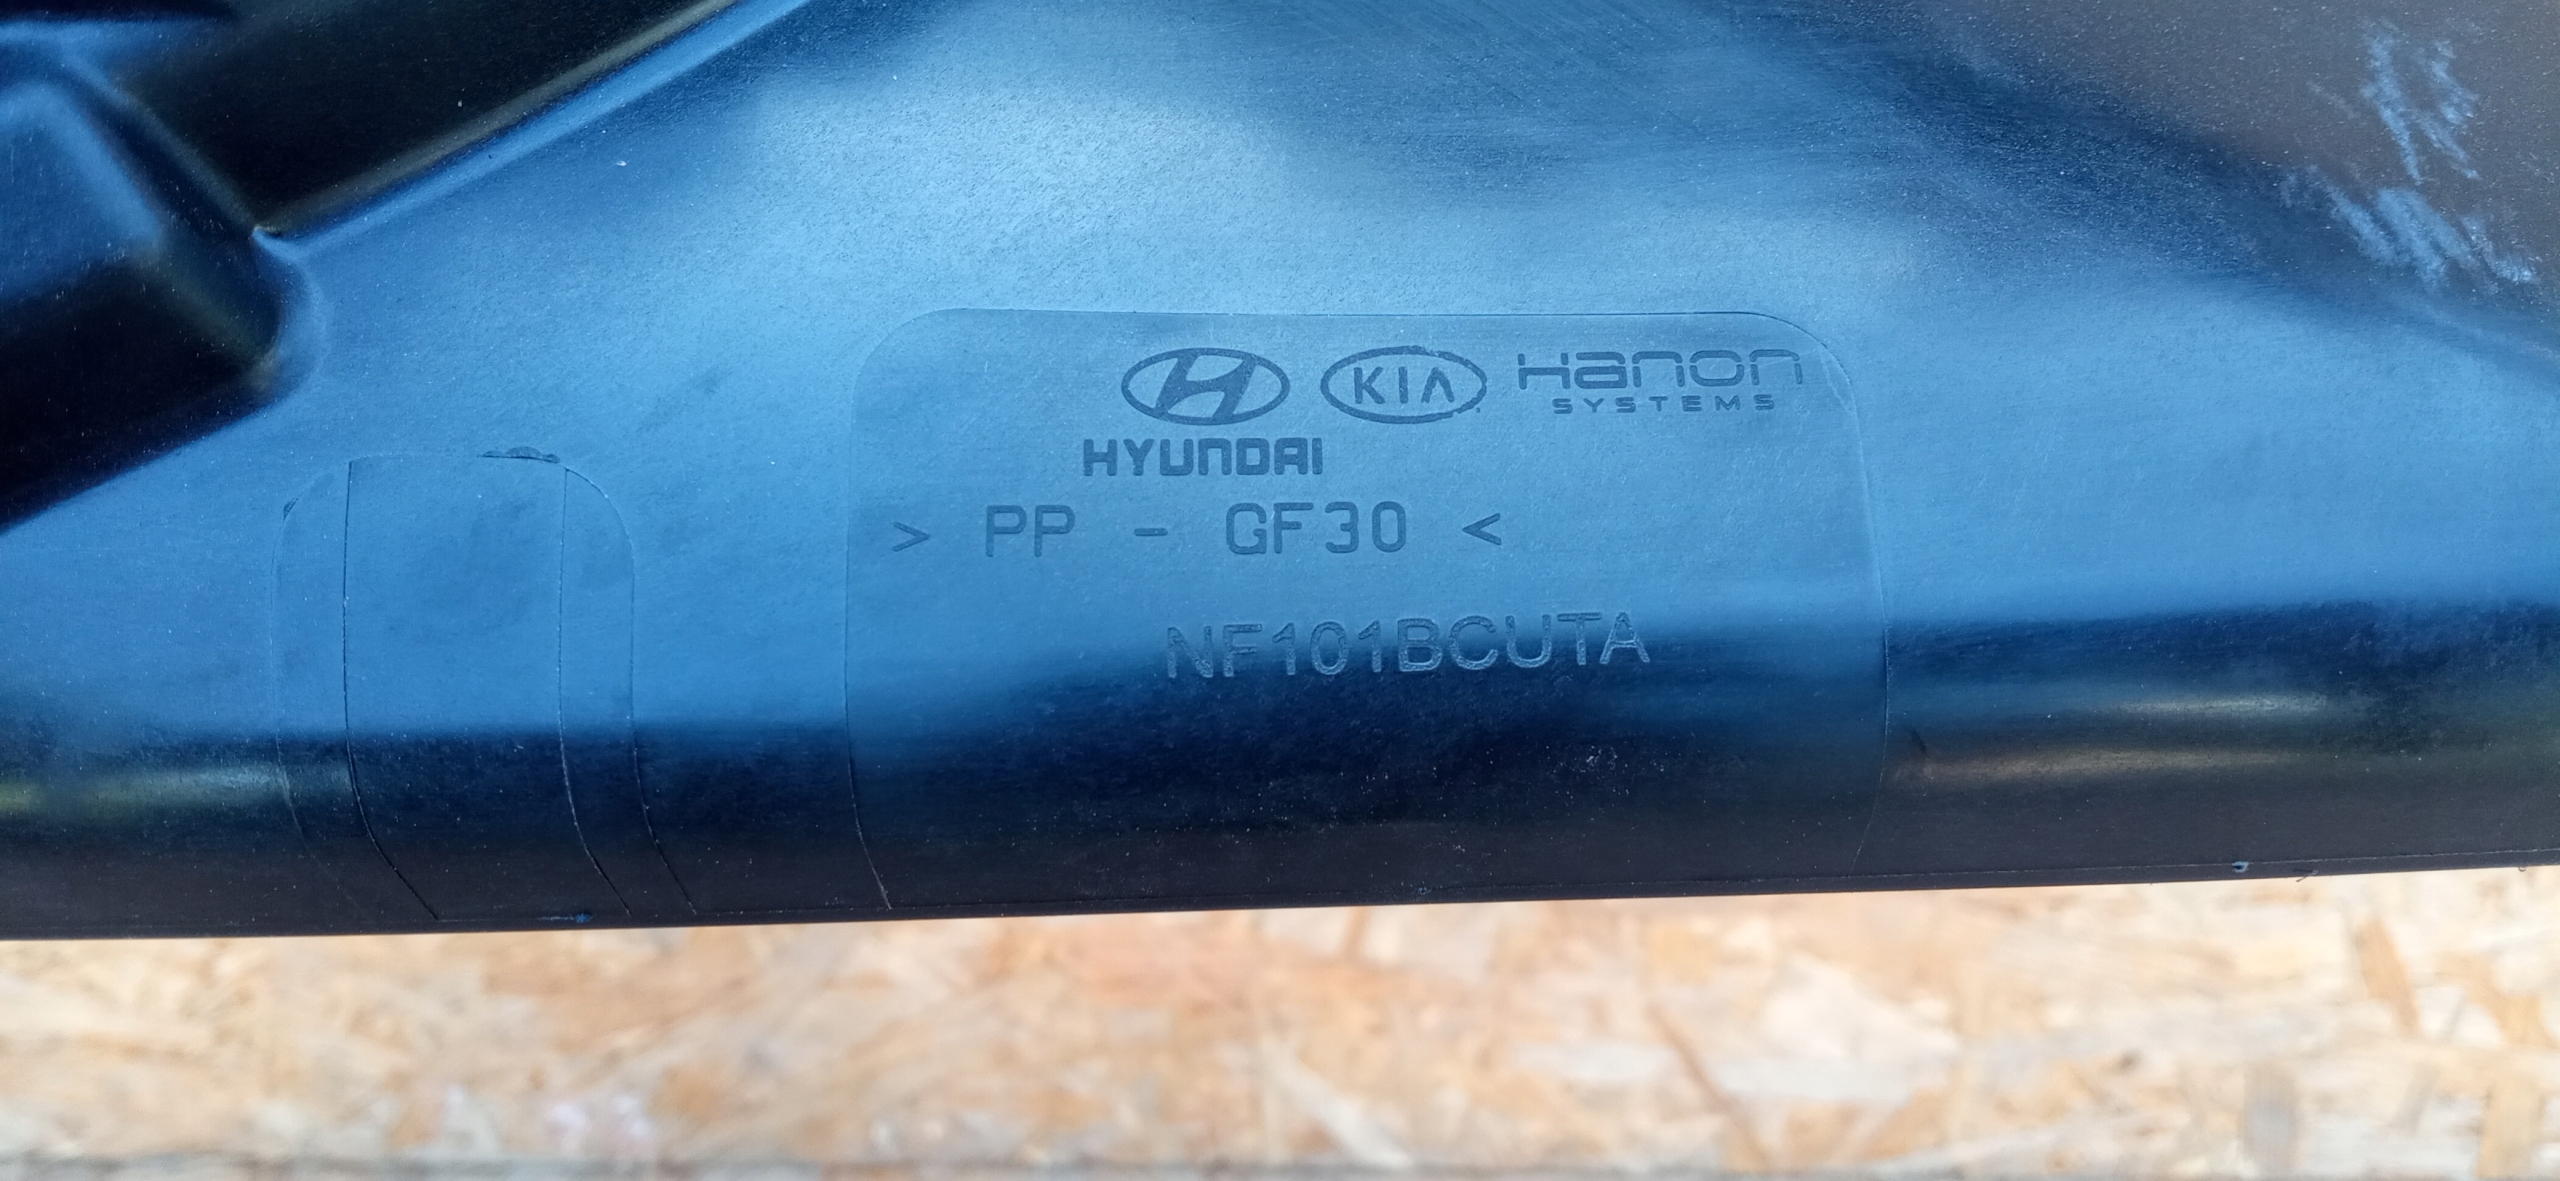 KIA Hanon
SYSTEMS
HYUNDAI
> PP - GF30 <
NF101BCUTA